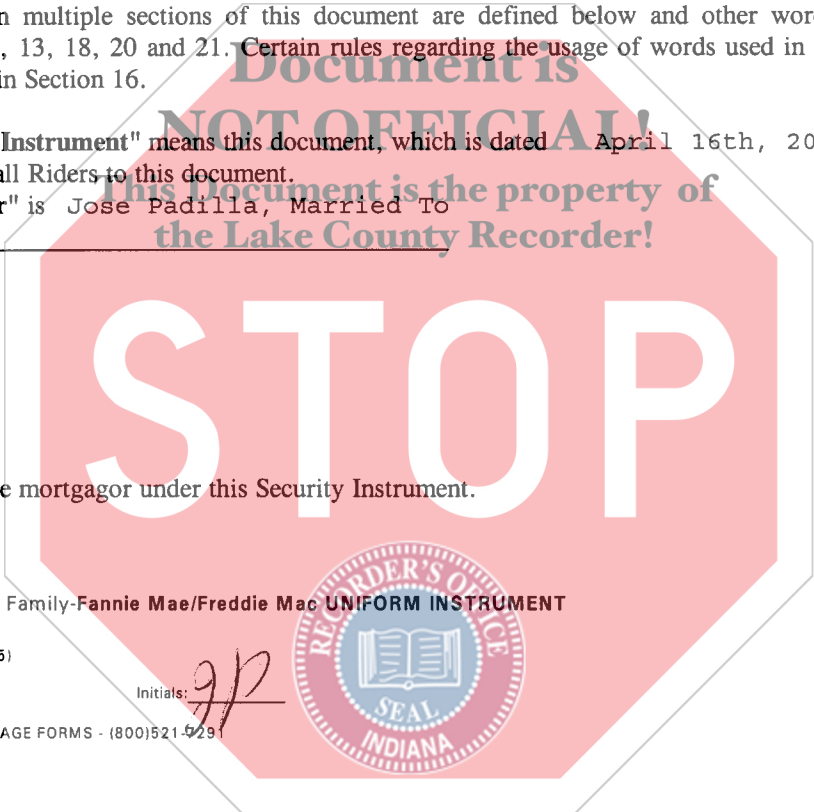 n multiple sections of this document are defined below and other wor
, 13, 18, 20 and 21. Certain rules regarding the usage of words used in
in Section 16.
Document is
NOT OFFICIAL!
Instrument" means this document, which is dated April 16th, 20
all Riders to this document.
This Document is the property of
r" is Jose Padilla, Married To
the Lake County Recorder!
STOP
e mortgagor under this Security Instrument.
Family-Fannie Mae/Freddie Mac UNIFORM INSTRUMENT
5)
Initials: JP
AGE FORMS - (800)521-7291
RECORDER'S OFFICE
SEAL
INDIANA